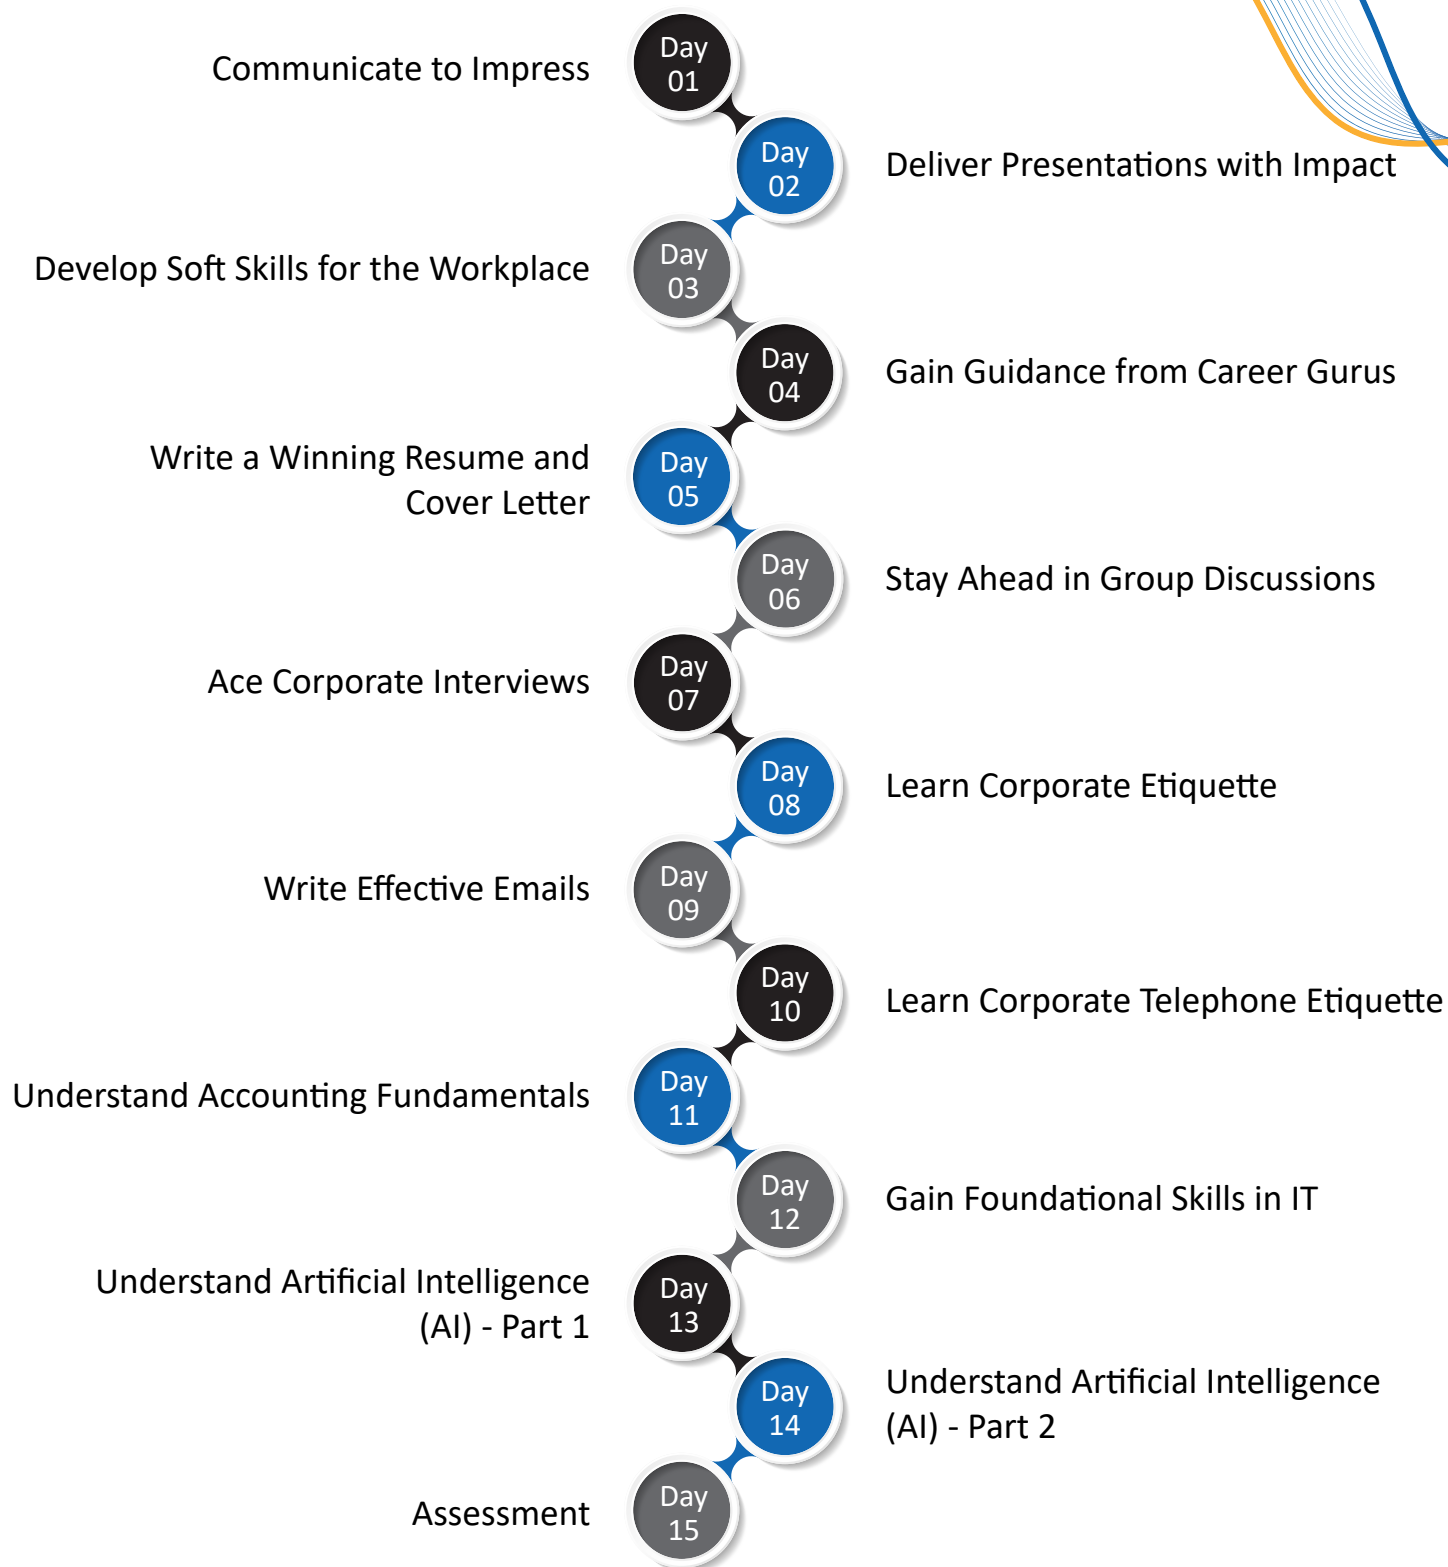 Communicate to Impress
Day
01
Day
02
Deliver Presentations with Impact
Develop Soft Skills for the Workplace
Day
03
Day
04
Gain Guidance from Career Gurus
Write a Winning Resume and
Cover Letter
Day
05
Day
06
Stay Ahead in Group Discussions
Ace Corporate Interviews
Day
07
Day
08
Learn Corporate Etiquette
Write Effective Emails
Day
09
Day
10
Learn Corporate Telephone Etiquette
Understand Accounting Fundamentals
Day
11
Day
12
Gain Foundational Skills in IT
Understand Artificial Intelligence
(AI) - Part 1
Day
13
Day
14
Understand Artificial Intelligence
(AI) - Part 2
Assessment
Day
15